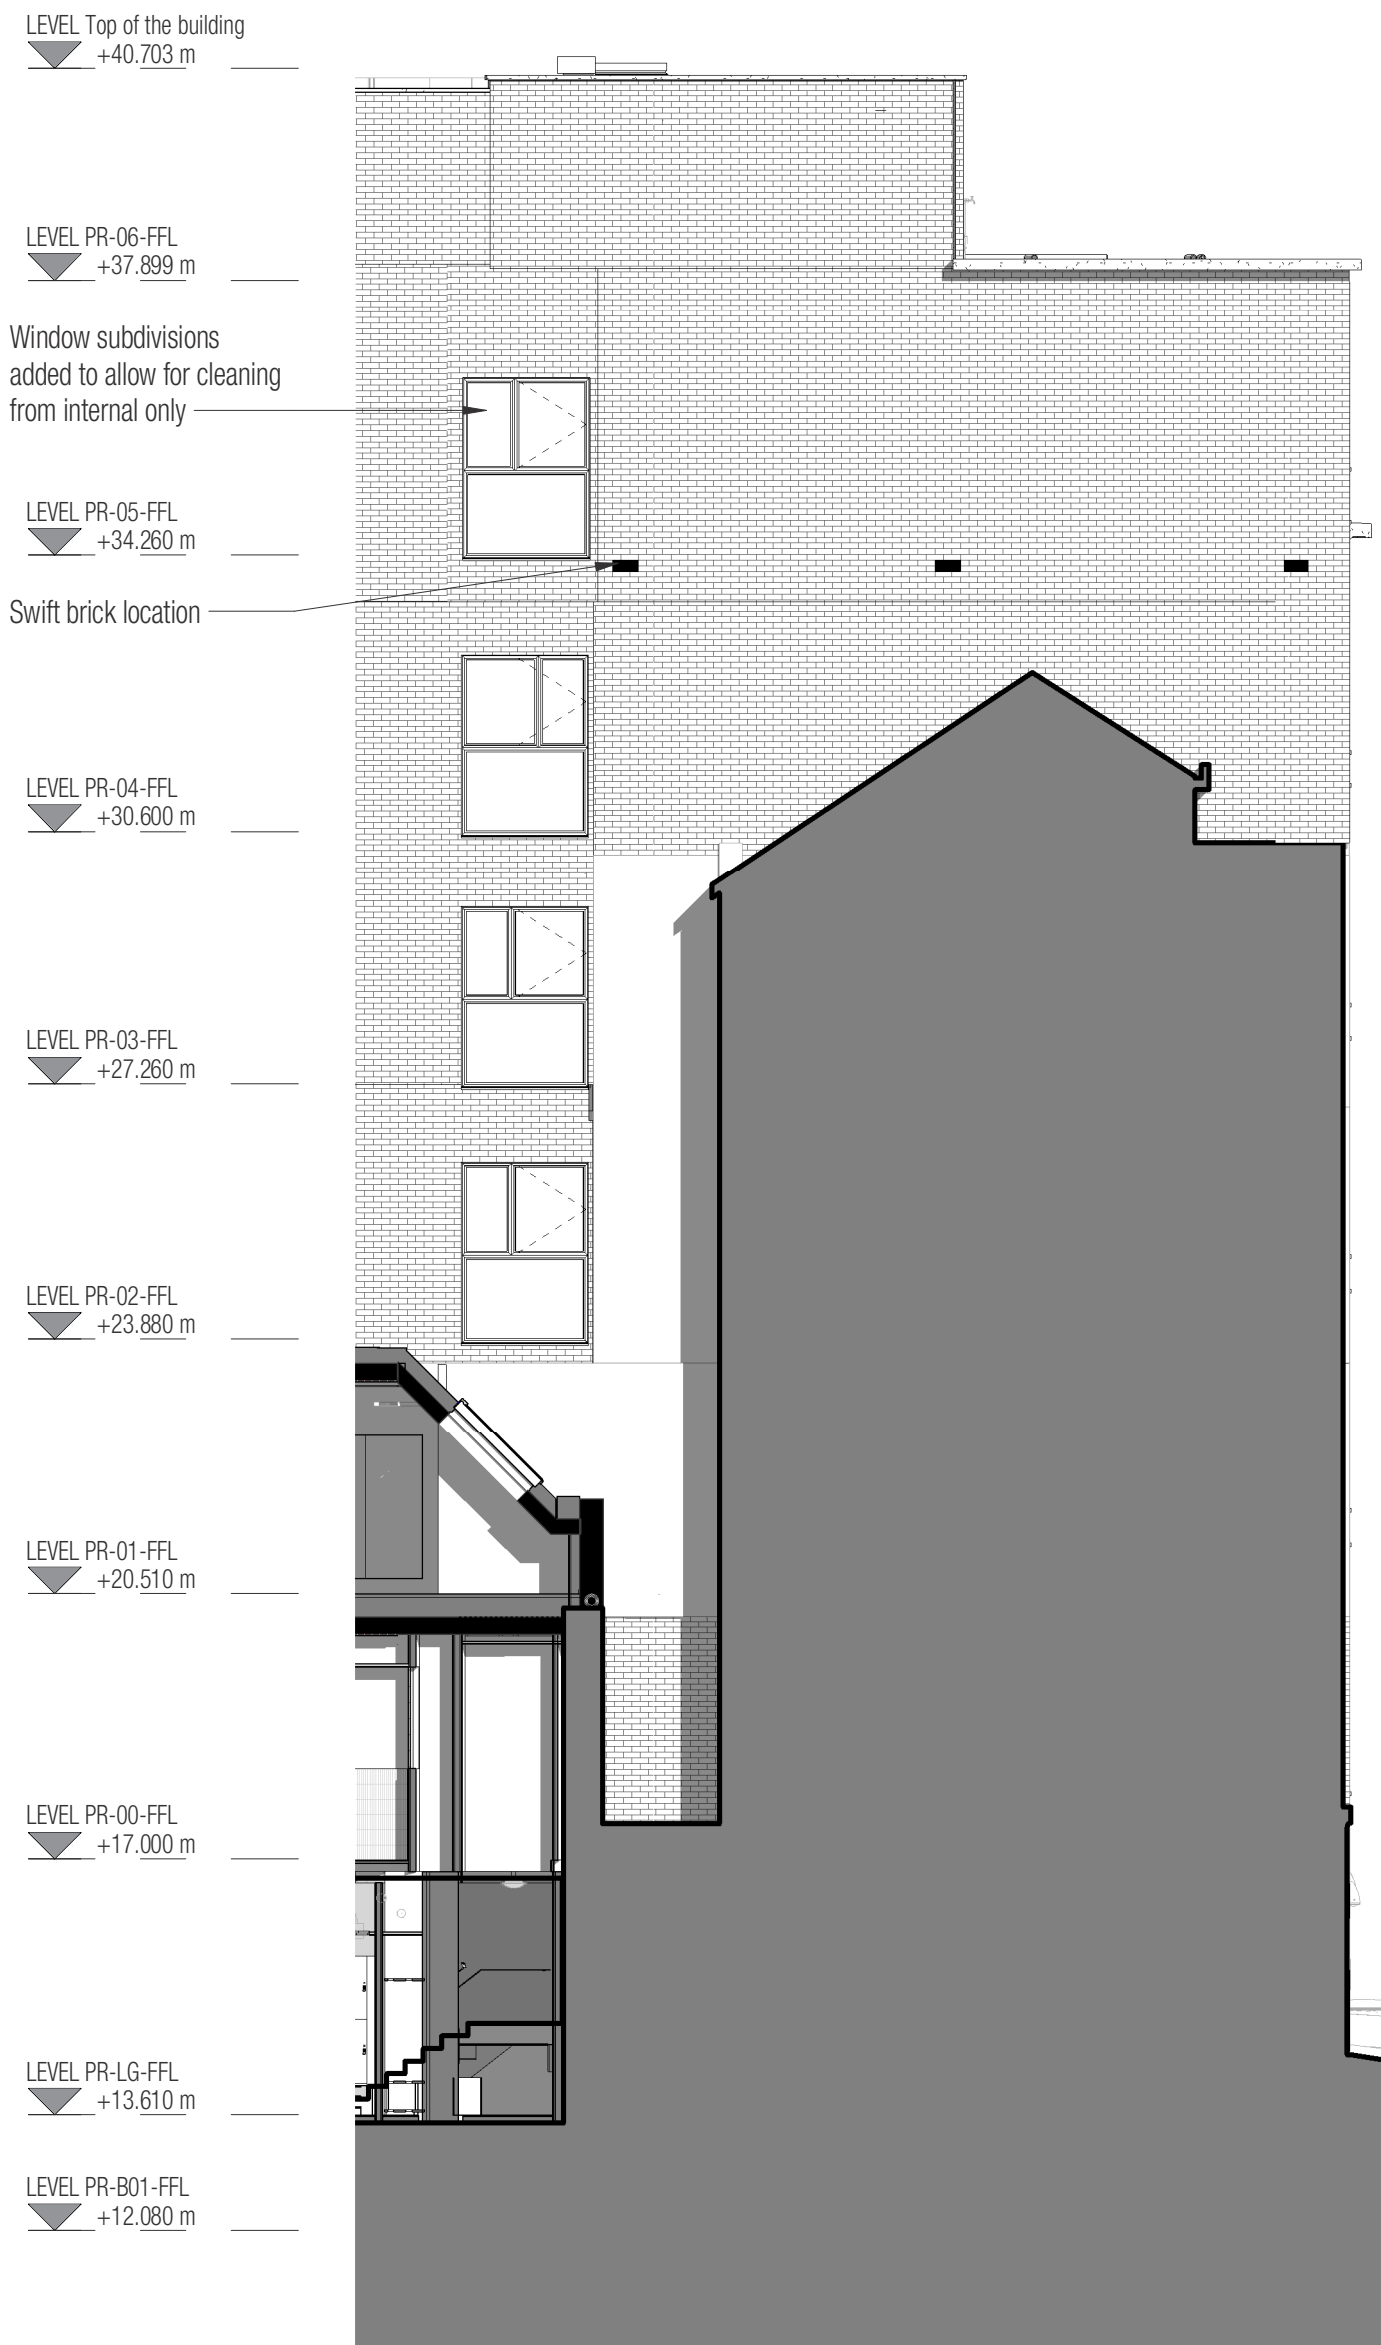 LEVEL Top of the building
+40.703 m
LEVEL PR-06-FFL
+37.899 m
Window subdivisions
added to allow for cleaning
from internal only
LEVEL PR-05-FFL
+34.260 m
Swift brick location
LEVEL PR-04-FFL
+30.600 m
LEVEL PR-03-FFL
+27.260 m
LEVEL PR-02-FFL
+23.880 m
LEVEL PR-01-FFL
+20.510 m
LEVEL PR-00-FFL
+17.000 m
LEVEL PR-LG-FFL
+13.610 m
LEVEL PR-B01-FFL
+12.080 m